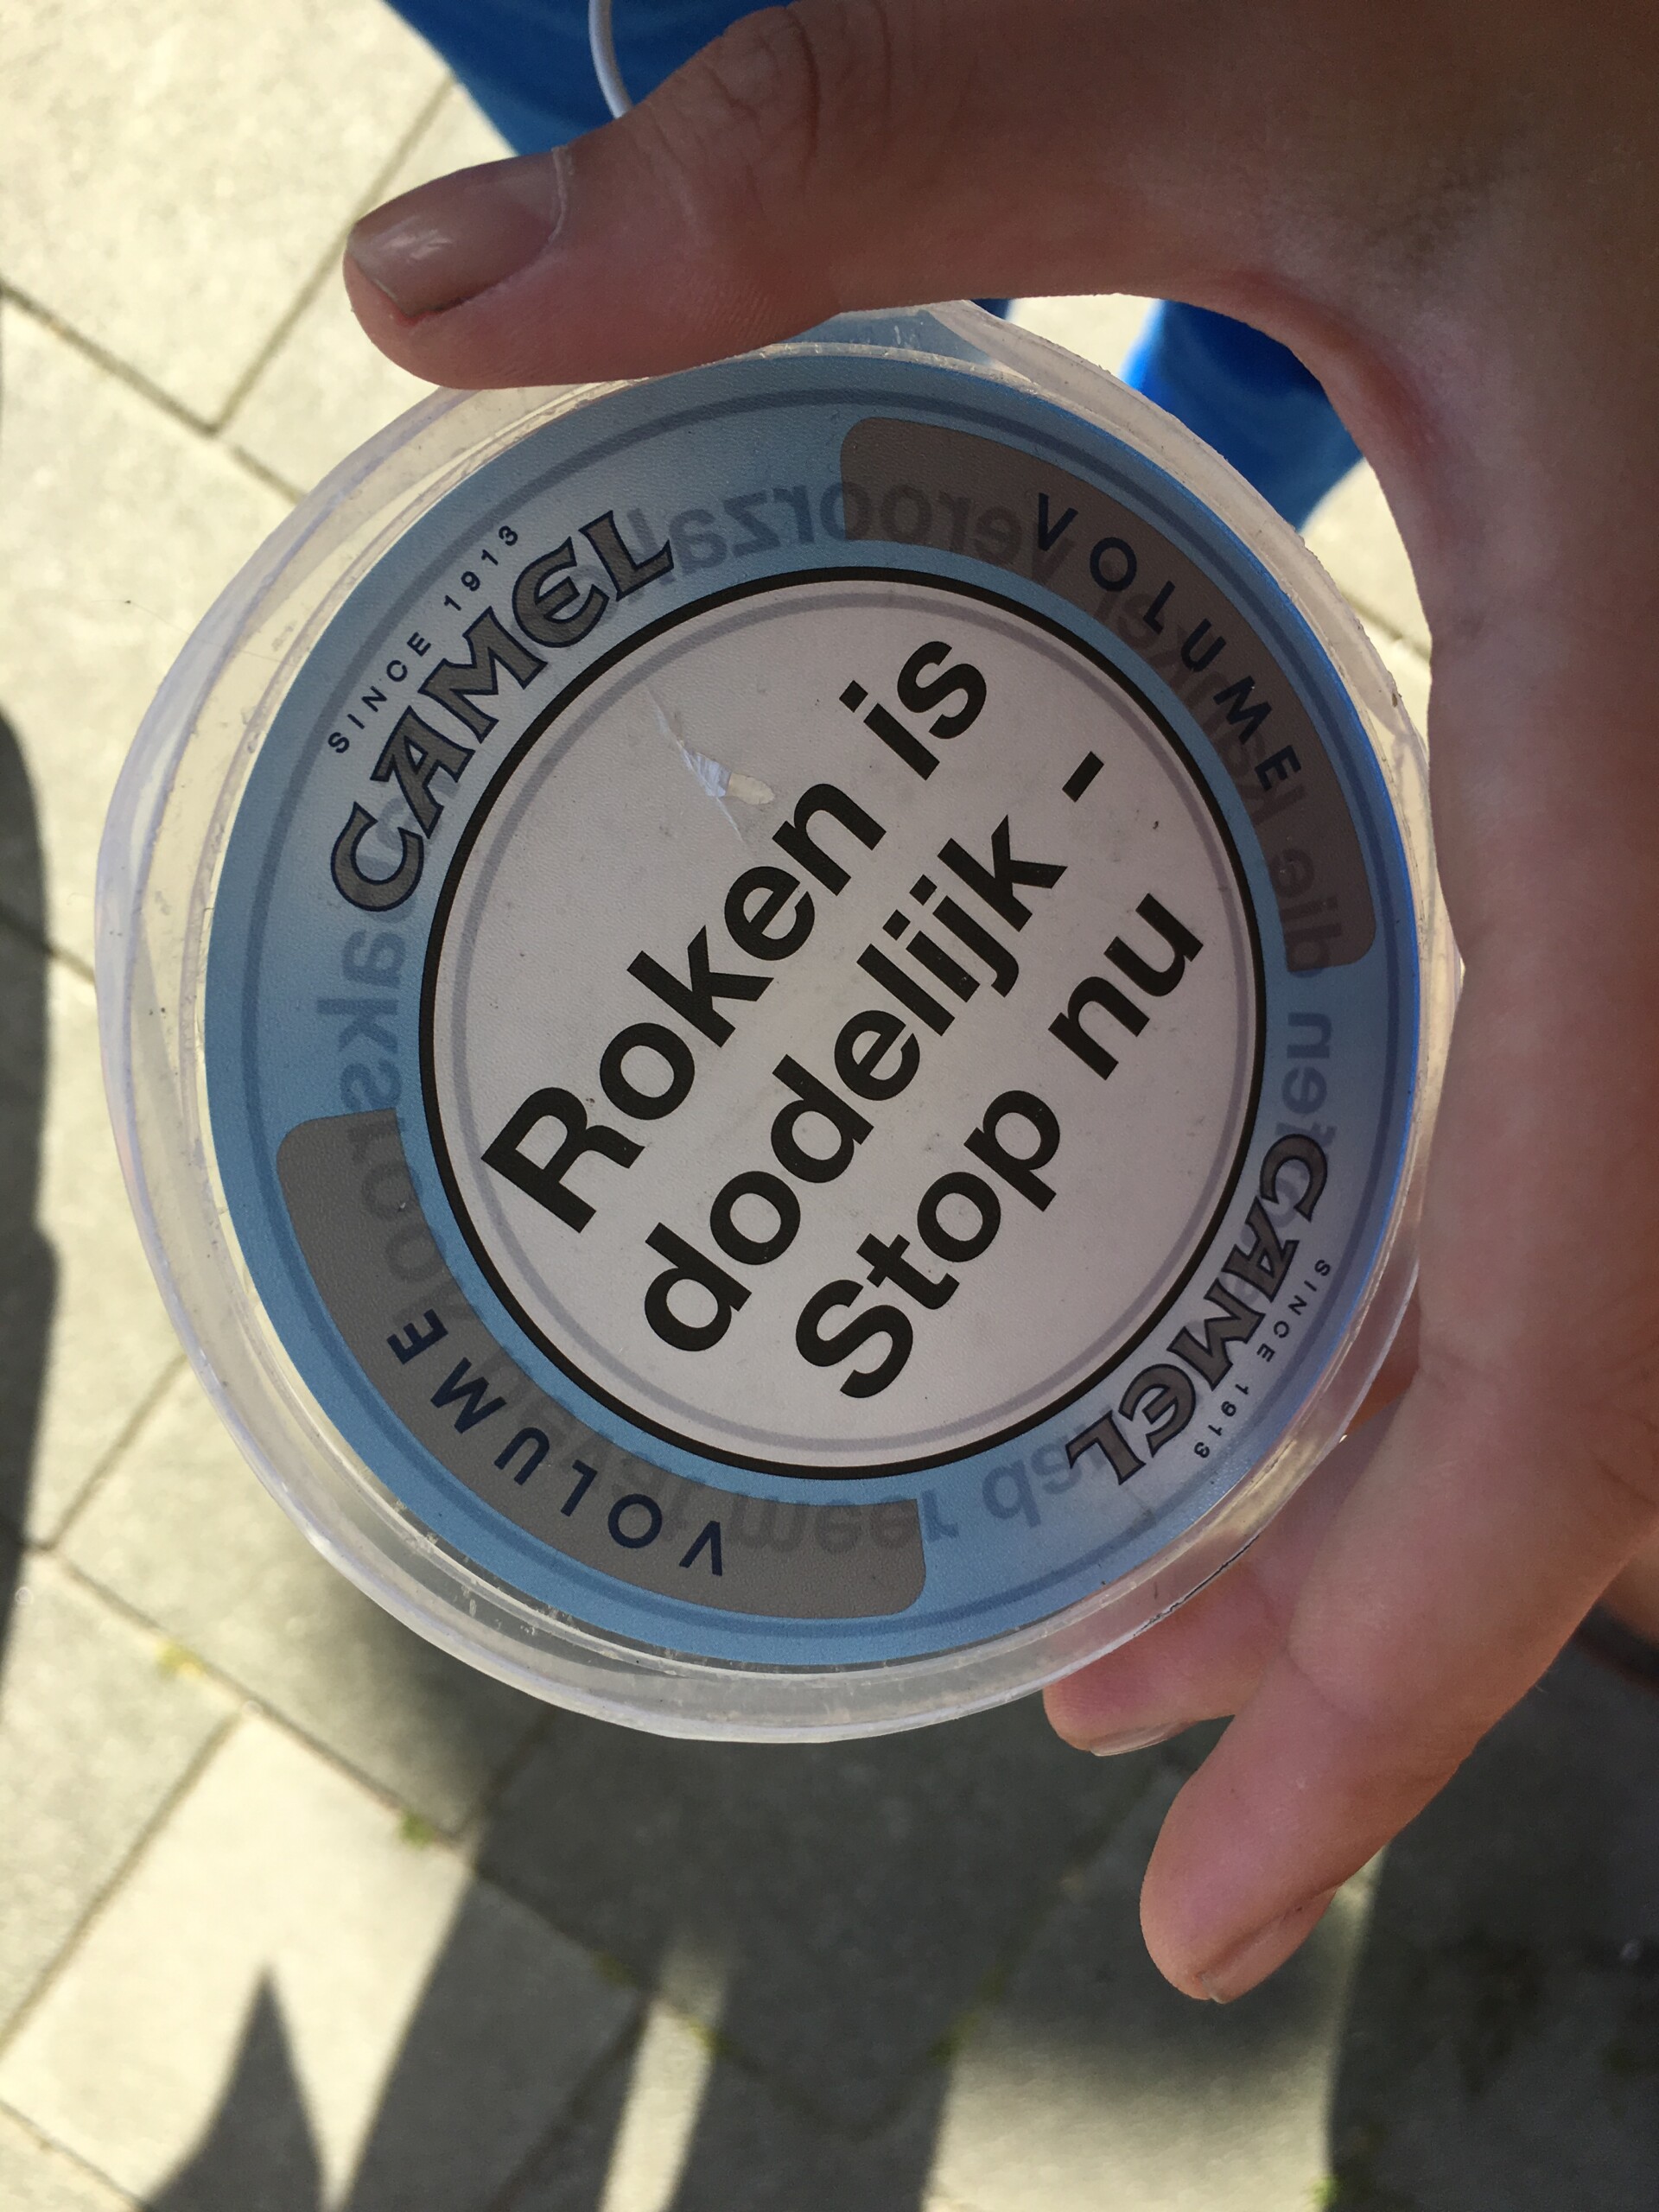 SINCE 1913
CAMEL
VOLUME
Roken is
dodelijk -
Stop nu
CAMEL
SINCE 1913
VOLUME